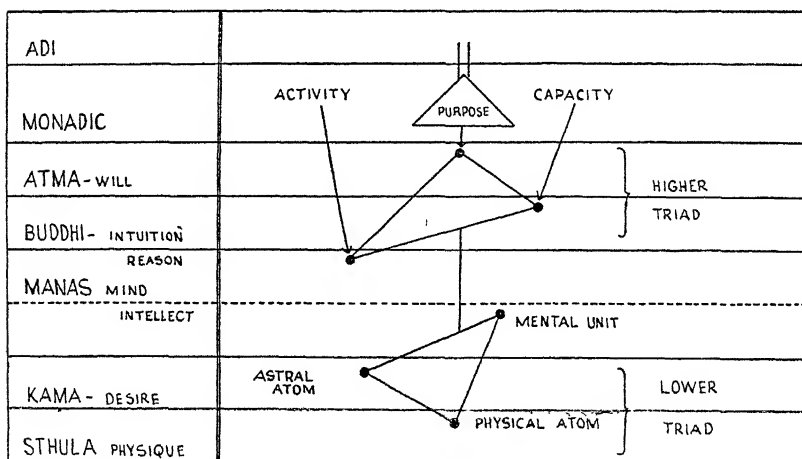 ADI
ACTIVITY
CAPACITY
PURPOSE
MONADIC
ATMA-WILL
HIGHER
TRIAD
BUDDHI- INTUITION
REASON
MANAS MIND
INTELLECT
MENTAL UNIT
ASTRAL
ATOM
KAMA- DESIRE
LOWER
PHYSICAL ATOM
TRIAD
STHULA PHYSIQUE